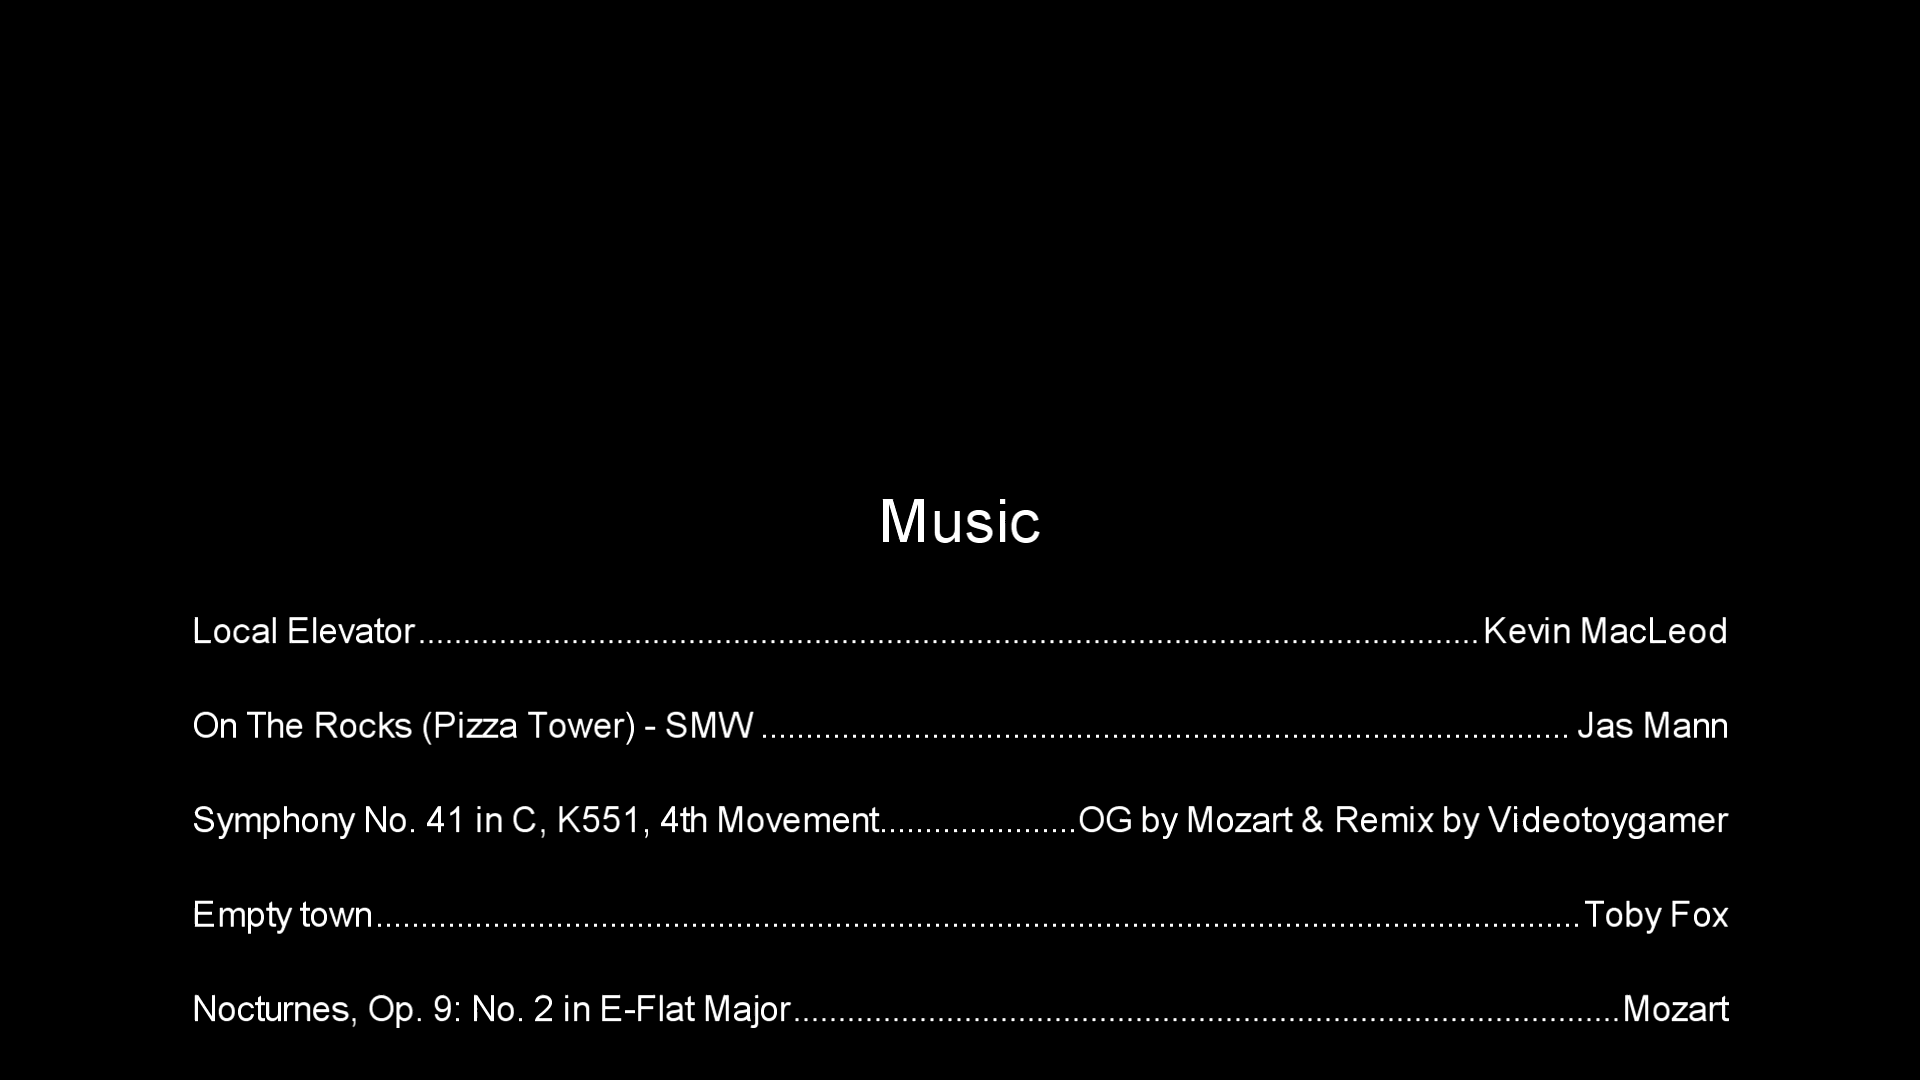 Music
Local Elevator........................................................................................................................Kevin MacLeod
On The Rocks (Pizza Tower) - SMW...........................................................................................Jas Mann
Symphony No. 41 in C, K551, 4th Movement......................OG by Mozart & Remix by Videotoygamer
Empty town.......................................................................................................................................Toby Fox
Nocturnes, Op. 9: No. 2 in E-Flat Major.............................................................................................Mozart